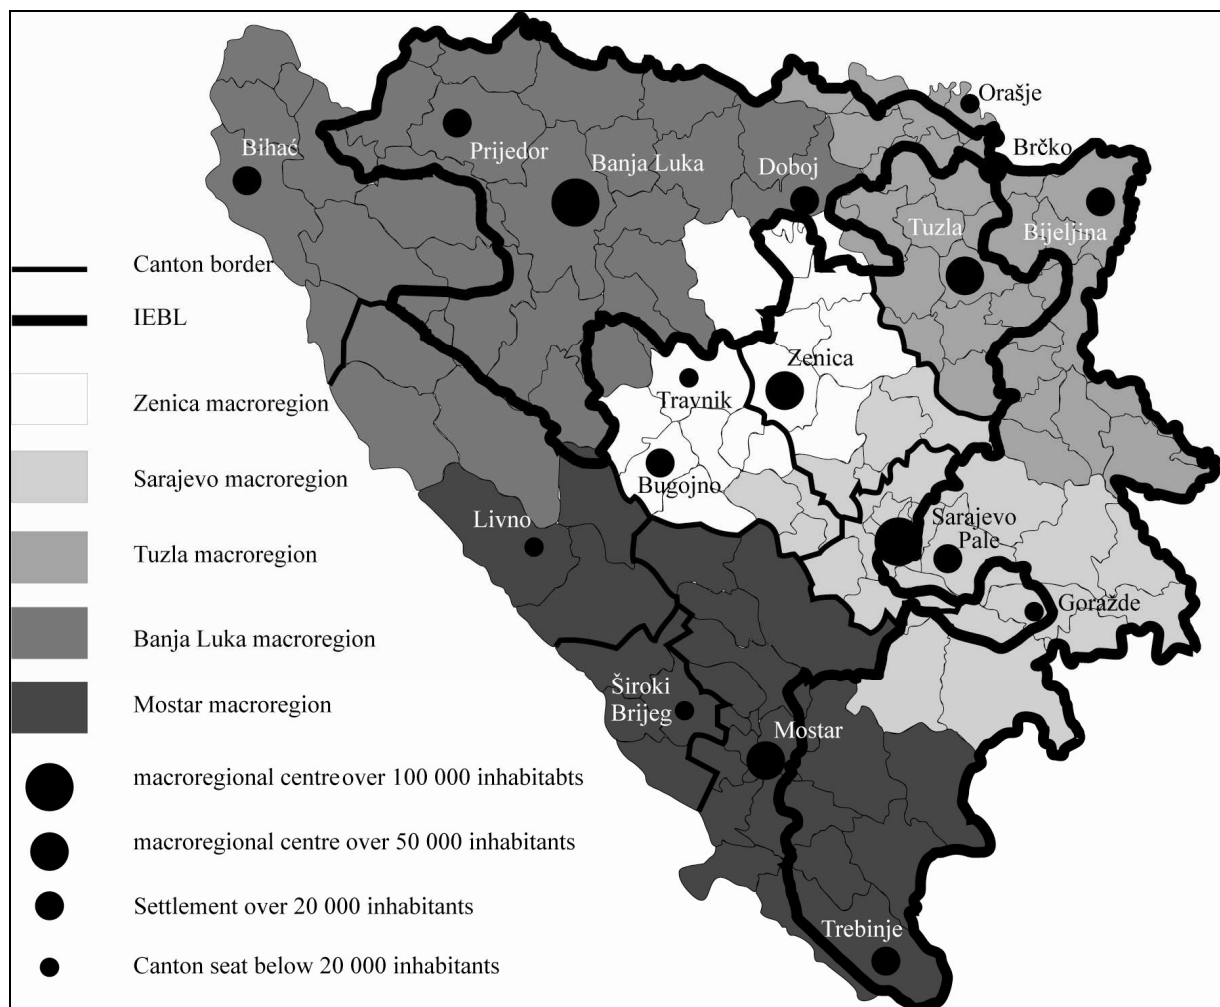 Canton border
IEBL
Zenica macroregion
Sarajevo macroregion
Tuzla macroregion
Banja Luka macroregion
Mostar macroregion
macroregional centre over 100 000 inhabitabts
macroregional centre over 50 000 inhabitants
Settlement over 20 000 inhabitants
Canton seat below 20 000 inhabitants
Orašje
Brčko
Bihać
Prijedor
Banja Luka
Doboj
Tuzla
Bijeljina
Zenica
Travnik
Bugojno
Livno
Sarajevo
Pale
Goražde
Široki
Brijeg
Mostar
Trebinje